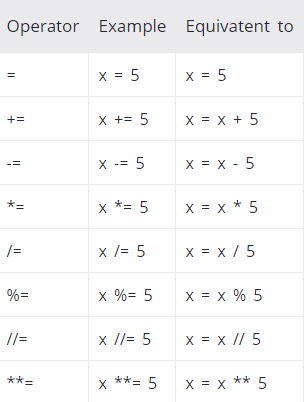 Operator Example Equivalent to
= x = 5 x = 5
+= x += 5 x = x + 5
-= x -= 5 x = x - 5
*= x *= 5 x = x * 5
/= x /= 5 x = x / 5
%= x %= 5 x = x % 5
//= x //= 5 x = x // 5
**= x **= 5 x = x ** 5